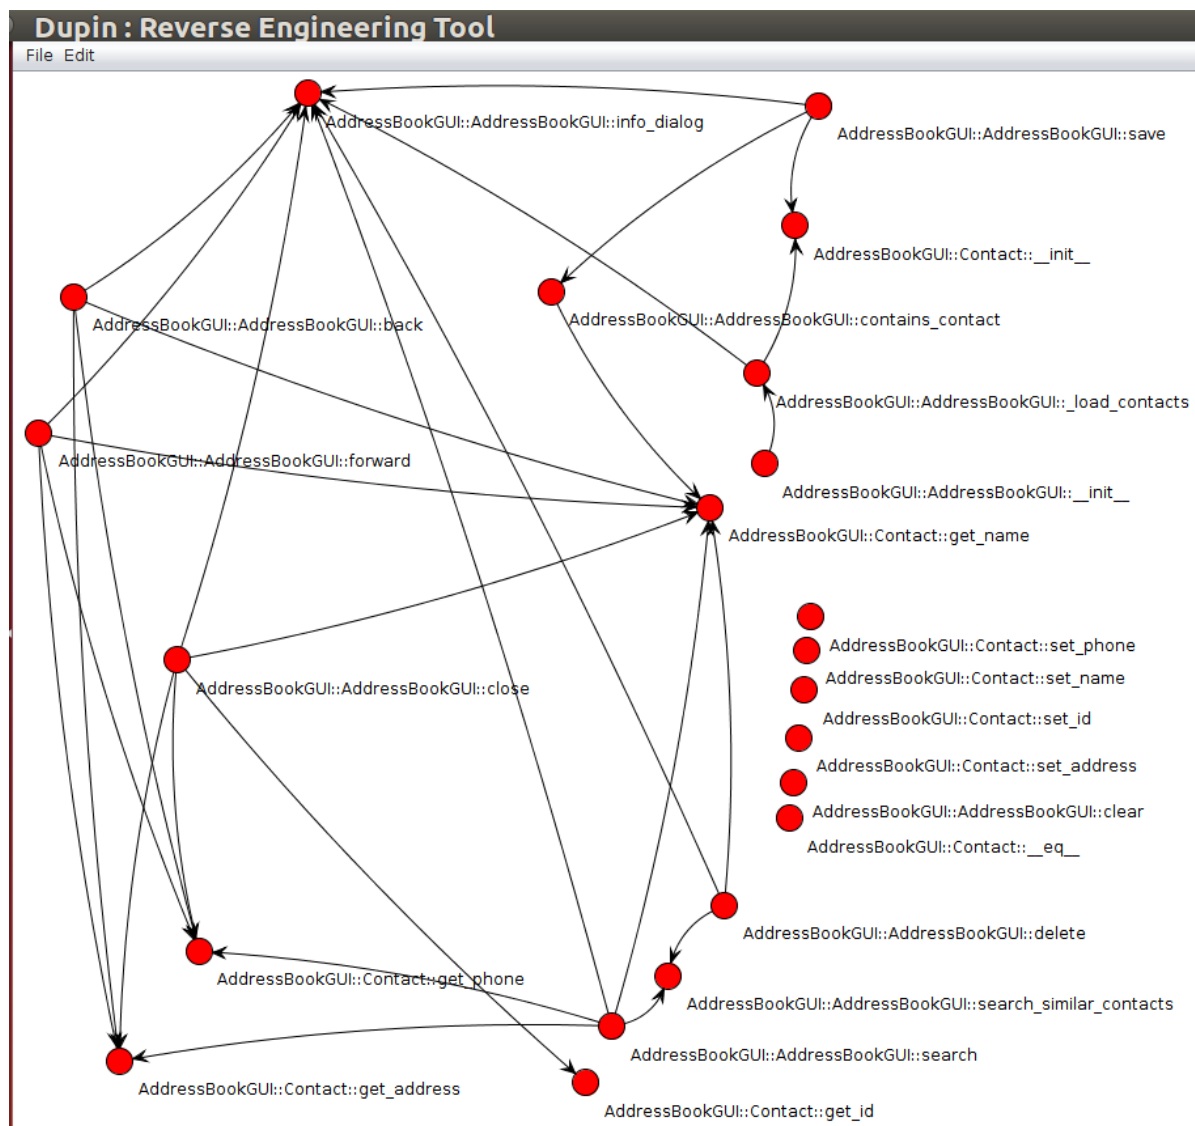 Dupin : Reverse Engineering Tool
File Edit
AddressBookGUI::AddressBookGUI::info_dialog
AddressBookGUI::AddressBookGUI::save
AddressBookGUI::Contact::__init__
AddressBookGUI::AddressBookGUI::contains_contact
AddressBookGUI::AddressBookGUI::back
AddressBookGUI::AddressBookGUI::_load_contacts
AddressBookGUI::AddressBookGUI::forward
AddressBookGUI::AddressBookGUI::__init__
AddressBookGUI::Contact::get_name
AddressBookGUI::Contact::set_phone
AddressBookGUI::Contact::set_name
AddressBookGUI::AddressBookGUI::close
AddressBookGUI::Contact::set_id
AddressBookGUI::Contact::set_address
AddressBookGUI::AddressBookGUI::clear
AddressBookGUI::Contact::__eq__
AddressBookGUI::AddressBookGUI::delete
AddressBookGUI::Contact::get_phone
AddressBookGUI::AddressBookGUI::search_similar_contacts
AddressBookGUI::AddressBookGUI::search
AddressBookGUI::Contact::get_address
AddressBookGUI::Contact::get_id